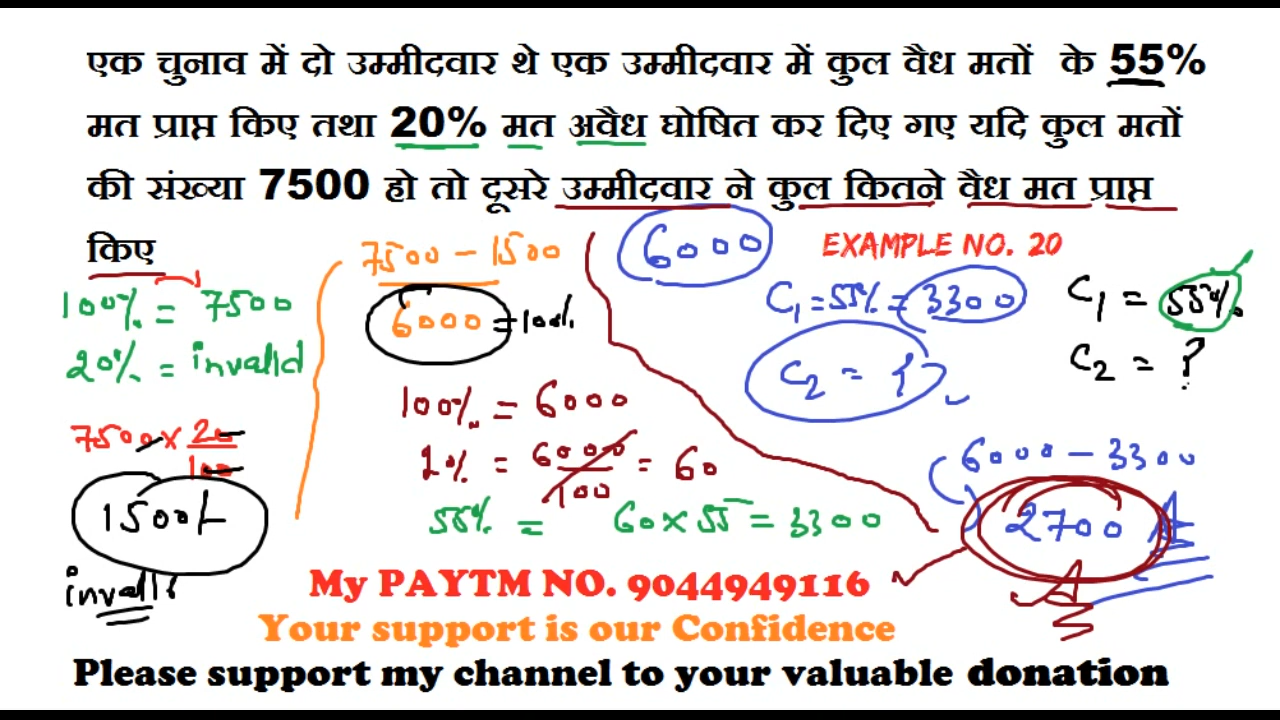 एक चुनाव में दो उम्मीदवार थे एक उम्मीदवार में कुल वैध मतों के 55%
मत प्राप्त किए तथा 20% मत अवैध घोषित कर दिए गए यदि कुल मतों
की संख्या 7500 हो तो दूसरे उम्मीदवार ने कुल कितने वैध मत प्राप्त
किए
EXAMPLE NO. 20
100% = 7500
20% = invalid
7500 × 20/100
1500/-
7500 - 1500
6000 = 100%
100% = 6000
1% = 6000/100 = 60
55% = 60 × 55 = 3300
6000
C1 = 55% = 3300
C2 = ?
C1 = 55%
C2 = ?
6000 - 3300
2700 A
My PAYTM NO. 9044949116
Your support is our Confidence
Please support my channel to your valuable donation